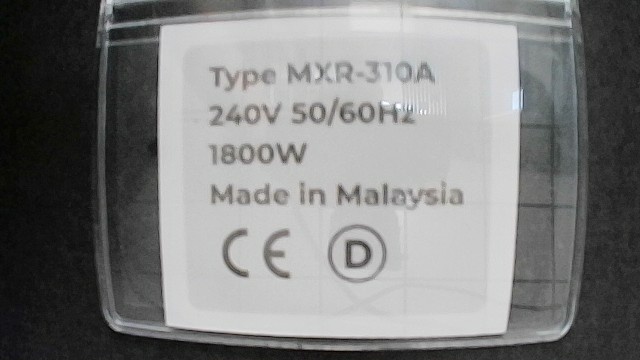 Type MXR-310A
240V 50/60Hz
1800W
Made in Malaysia
CE D